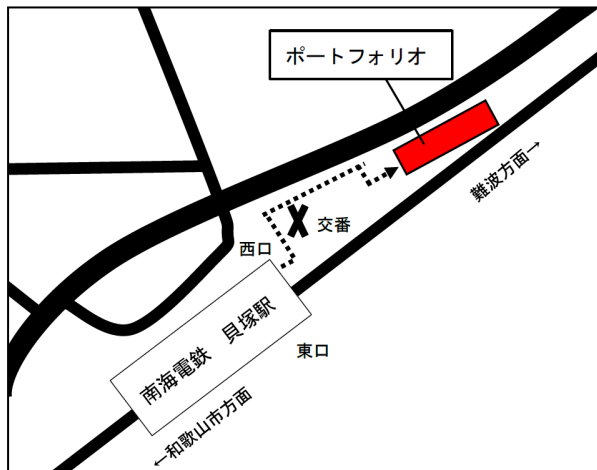 ポートフォリオ
難波方面→
交番
西口
南海電鉄　貝塚駅
東口
←和歌山市方面